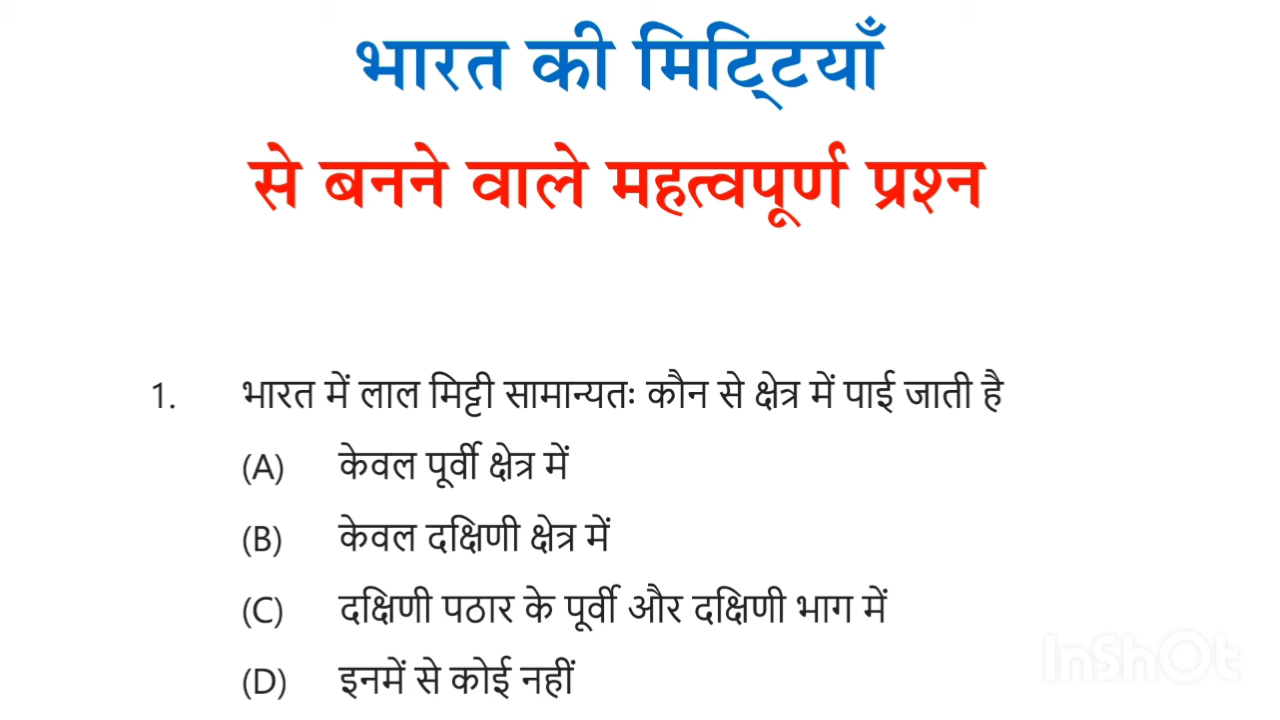 भारत की मिट्टियाँ
से बनने वाले महत्वपूर्ण प्रश्न
1. भारत में लाल मिट्टी सामान्यतः कौन से क्षेत्र में पाई जाती है
(A) केवल पूर्वी क्षेत्र में
(B) केवल दक्षिणी क्षेत्र में
(C) दक्षिणी पठार के पूर्वी और दक्षिणी भाग में
(D) इनमें से कोई नहीं
InShOt